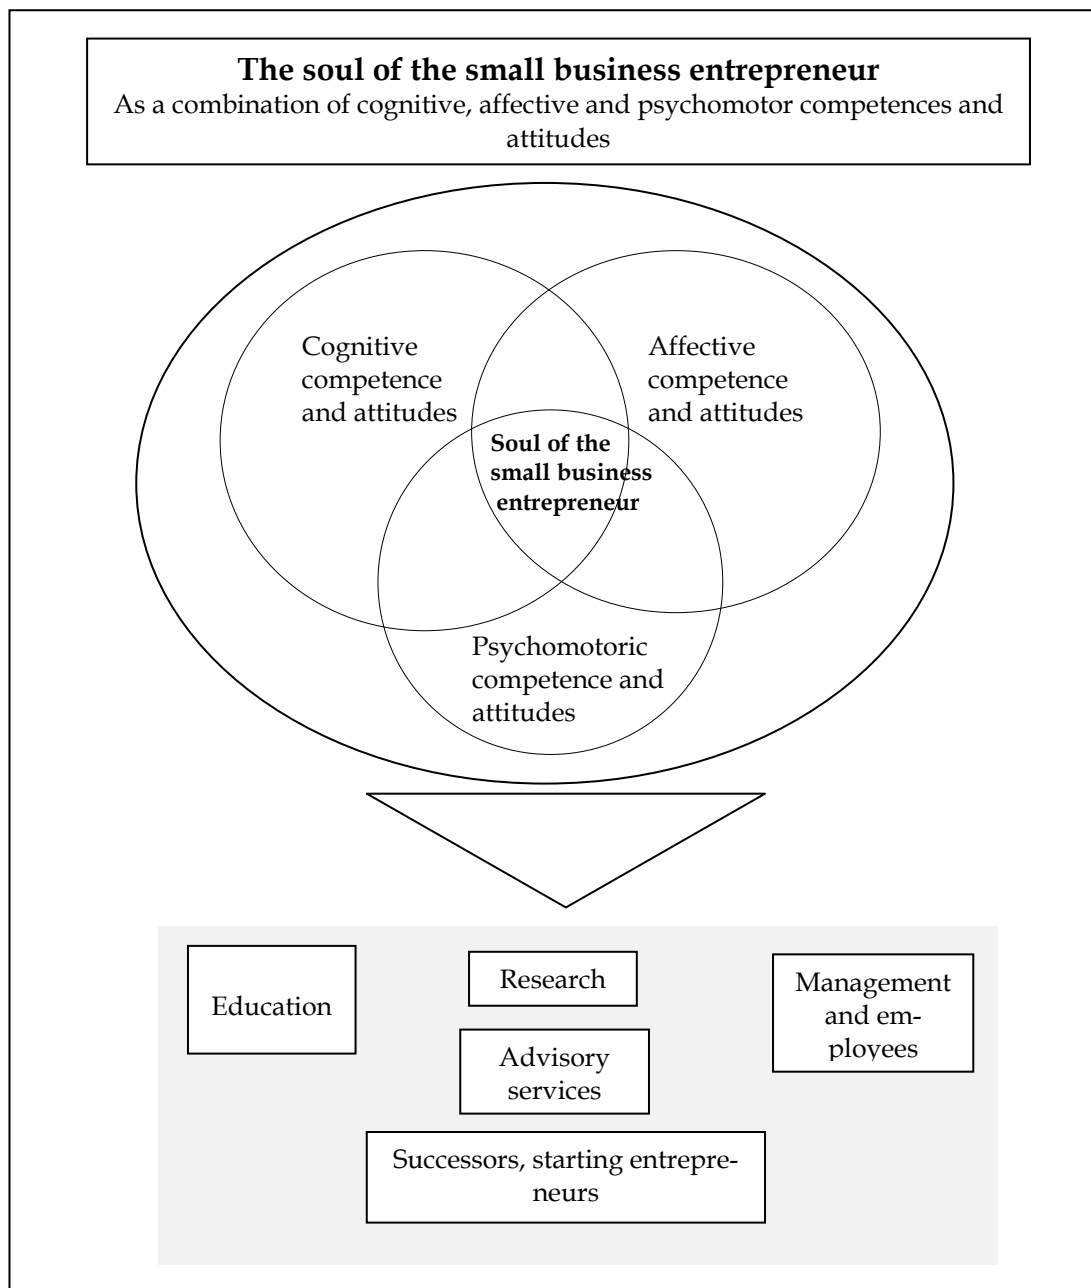 The soul of the small business entrepreneur
As a combination of cognitive, affective and psychomotor competences and
attitudes
Cognitive
competence
and attitudes
Affective
competence
and attitudes
Soul of the
small business
entrepreneur
Psychomotoric
competence and
attitudes
Education
Research
Management
and em-
ployees
Advisory
services
Successors, starting entrepre-
neurs